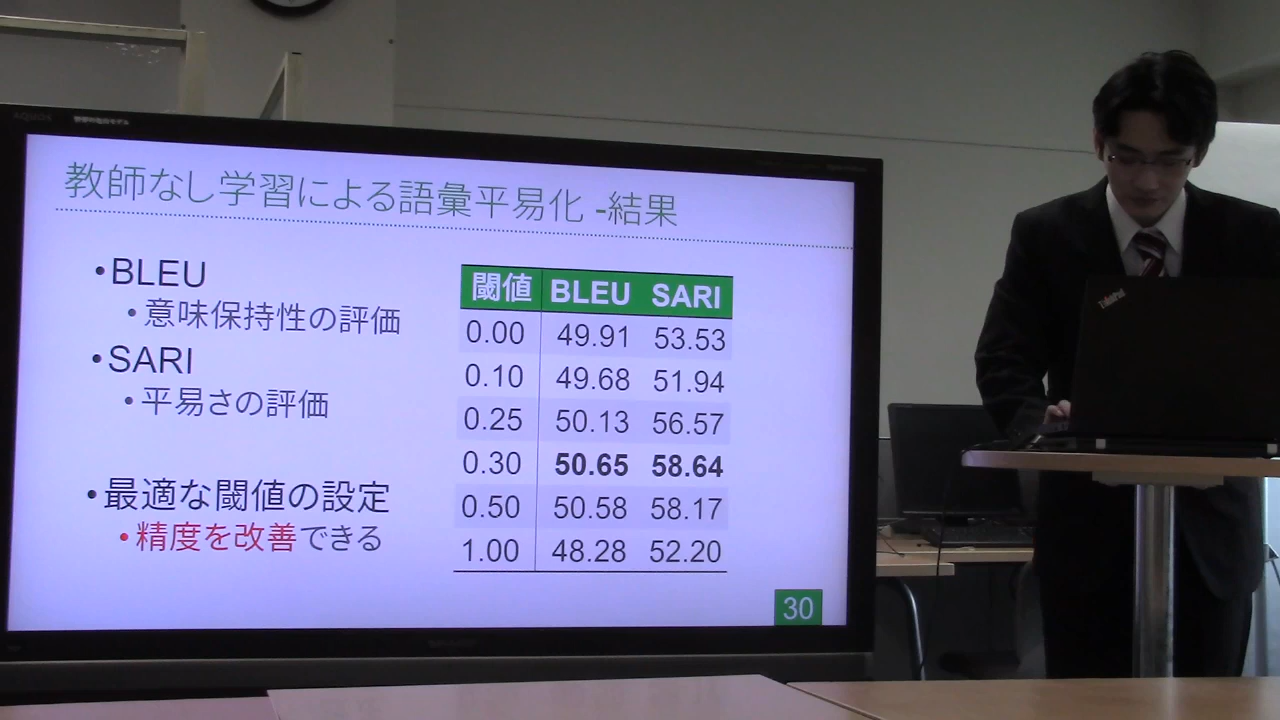 AQUOS
教師なし学習による語彙平易化 -結果
•BLEU
•意味保持性の評価
•SARI
•平易さの評価
•最適な閾値の設定
•精度を改善できる
閾値 BLEU SARI
0.00 49.91 53.53
0.10 49.68 51.94
0.25 50.13 56.57
0.30 50.65 58.64
0.50 50.58 58.17
1.00 48.28 52.20
30
ThinkPad